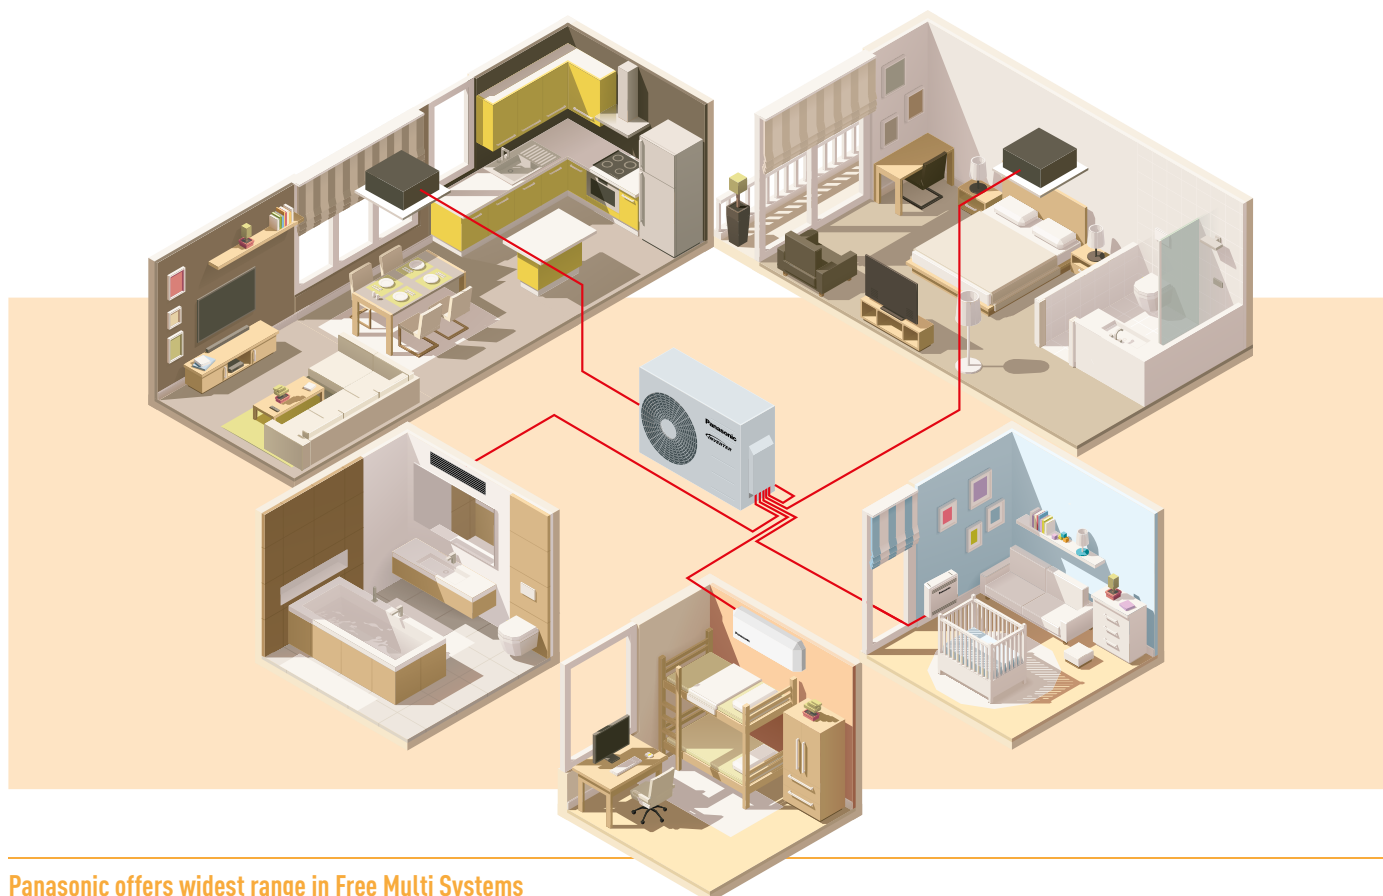 Panasonic
INVERTER
Panasonic offers widest range in Free Multi Systems